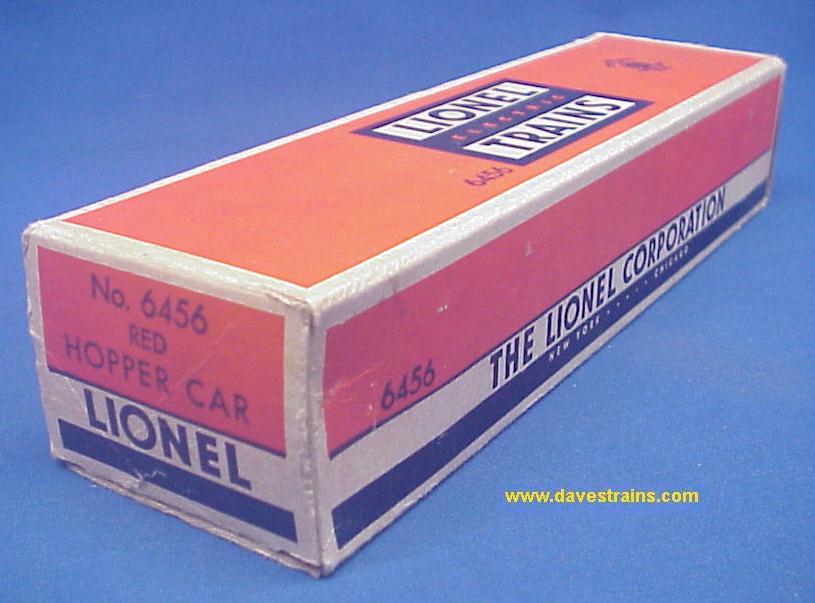 LIONEL
ELECTRIC
TRAINS
6456
No. 6456
RED
HOPPER CAR
LIONEL
6456
THE LIONEL CORPORATION
NEW YORK ..... CHICAGO
www.davestrains.com